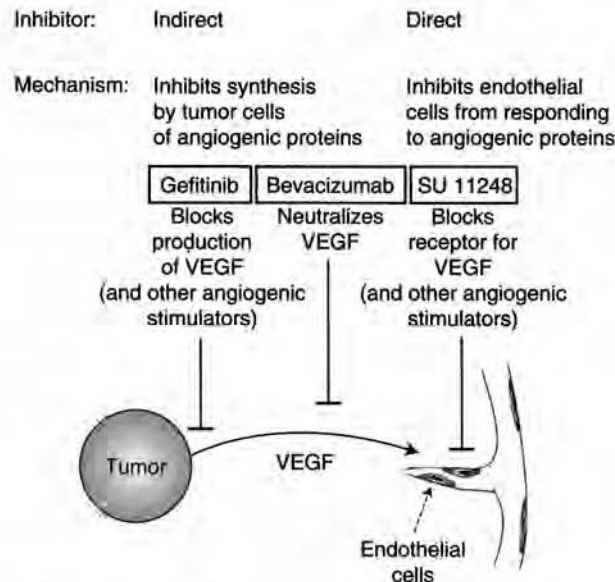 Inhibitor: Indirect Direct
Mechanism: Inhibits synthesis Inhibits endothelial
by tumor cells cells from responding
of angiogenic proteins to angiogenic proteins
Gefitinib Bevacizumab SU 11248
Blocks Neutralizes Blocks
production VEGF receptor for
of VEGF VEGF
(and other angiogenic (and other angiogenic
stimulators) stimulators)
Tumor
VEGF
Endothelial
cells